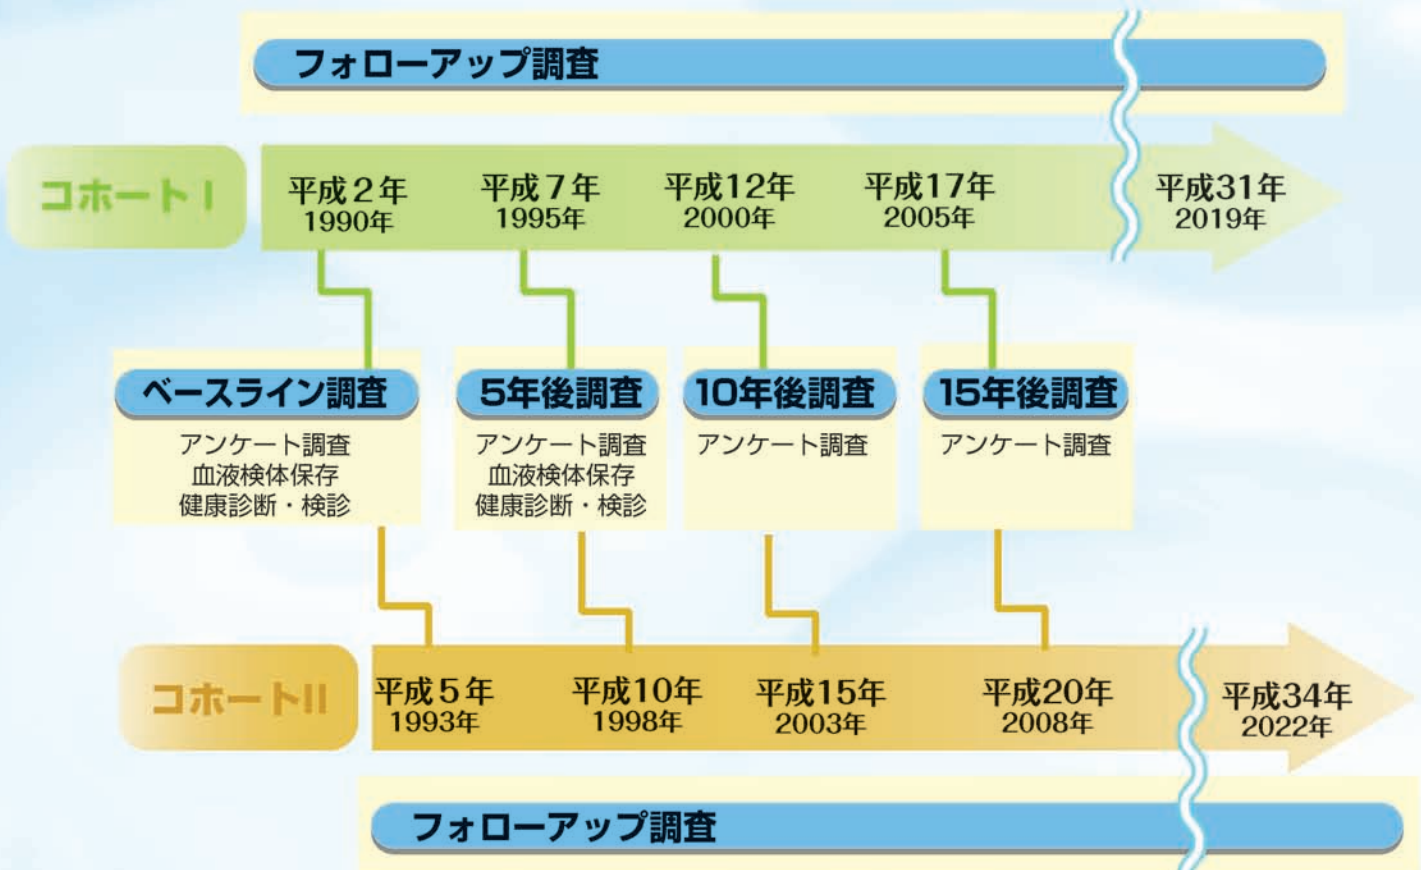 フォローアップ調査
コホートⅠ
平成2年
1990年
平成7年
1995年
平成12年
2000年
平成17年
2005年
平成31年
2019年
ベースライン調査
アンケート調査
血液検体保存
健康診断・検診
5年後調査
アンケート調査
血液検体保存
健康診断・検診
10年後調査
アンケート調査
15年後調査
アンケート調査
コホートII
平成5年
1993年
平成10年
1998年
平成15年
2003年
平成20年
2008年
平成34年
2022年
フォローアップ調査